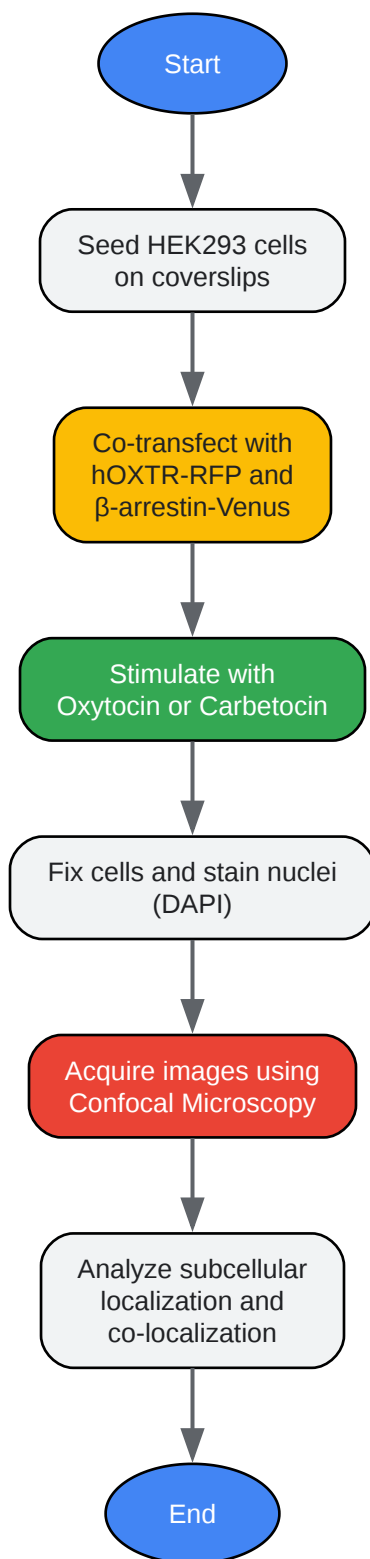 Start
Seed HEK293 cells
on coverslips
Co-transfect with
hOXTR-RFP and
β-arrestin-Venus
Stimulate with
Oxytocin or Carbetocin
Fix cells and stain nuclei
(DAPI)
Acquire images using
Confocal Microscopy
Analyze subcellular
localization and
co-localization
End